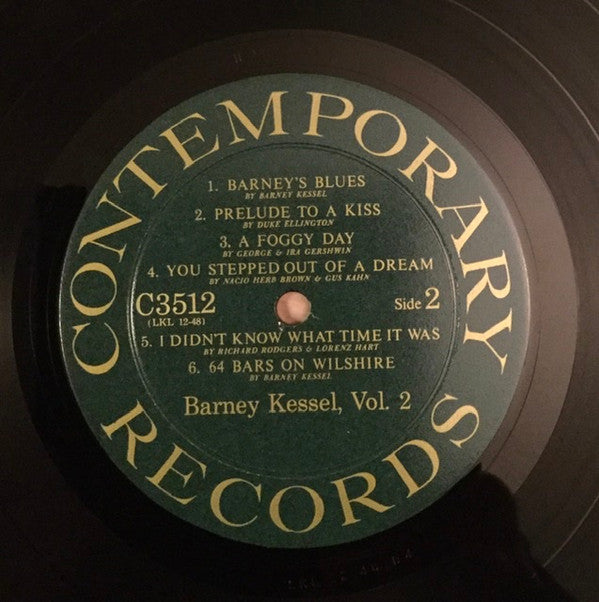 CONTEMPORARY
1. BARNEY'S BLUES
BY BARNEY KESSEL
2. PRELUDE TO A KISS
BY DUKE ELLINGTON
3. A FOGGY DAY
BY GEORGE & IRA GERSHWIN
4. YOU STEPPED OUT OF A DREAM
BY NACIO HERB BROWN & GUS KAHN
C3512 Side 2
(LKL 12-48)
5. I DIDN'T KNOW WHAT TIME IT WAS
BY RICHARD RODGERS & LORENZ HART
6. 64 BARS ON WILSHIRE
BY BARNEY KESSEL
Barney Kessel, Vol. 2
RECORDS